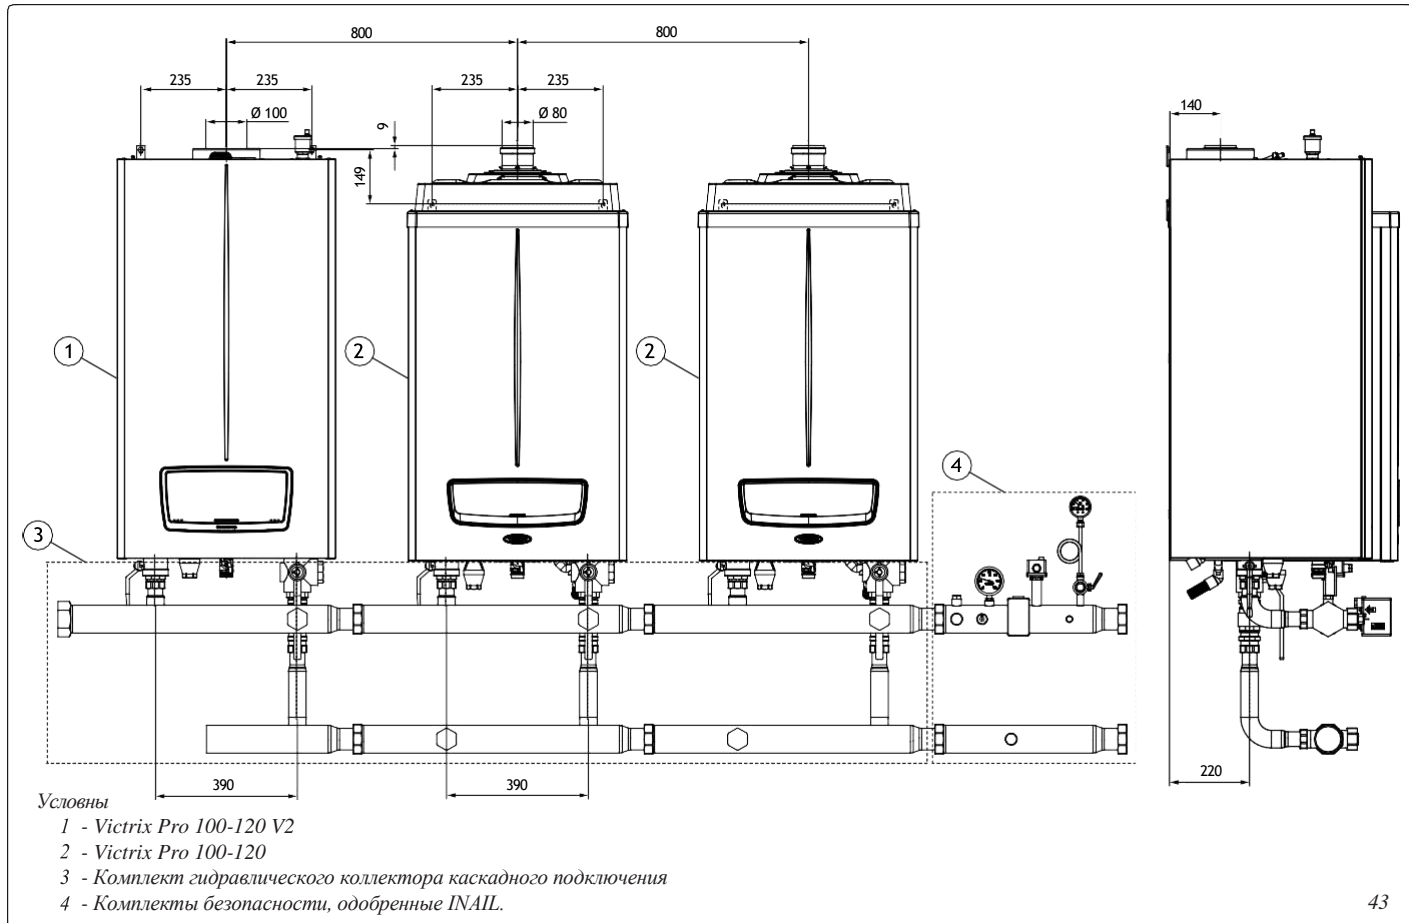 800
800
235
235
235
235
140
Ø 100
Ø 80
9
149
1
2
2
4
3
390
390
220
Условны
1 - Victrix Pro 100-120 V2
2 - Victrix Pro 100-120
3 - Комплект гидравлического коллектора каскадного подключения
4 - Комплекты безопасности, одобренные INAIL.
43